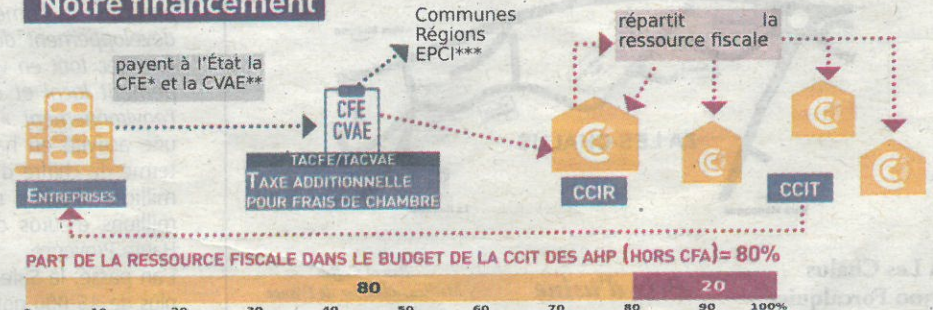 Notre financement
payent à l'État la
CFE* et la CVAE**
Communes
Régions
EPCI***
répartit la
ressource fiscale
CFE
CVAE
TACFE/TACVAE
TAXE ADDITIONNELLE
POUR FRAIS DE CHAMBRE
ENTREPRISES
CCIR
CCIT
PART DE LA RESSOURCE FISCALE DANS LE BUDGET DE LA CCIT DES AHP (HORS CFA)= 80%
80 20
0 10 20 30 40 50 60 70 80 90 100%